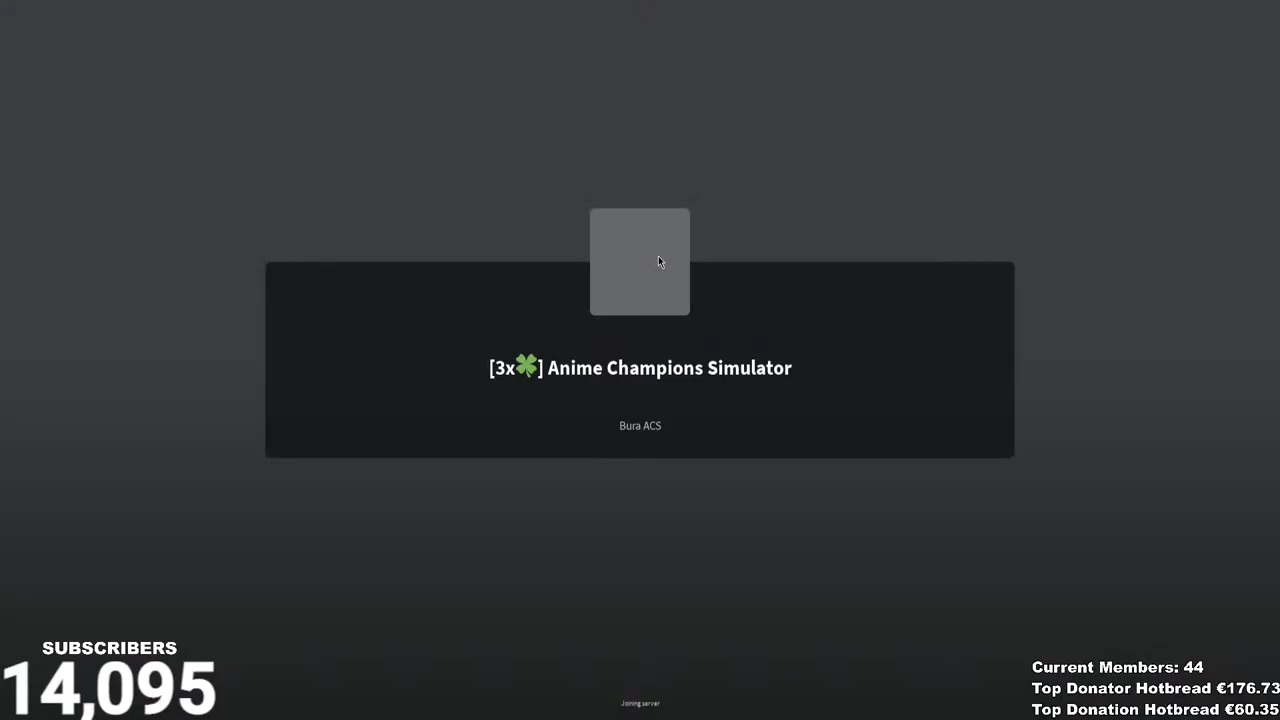 [3x🍀] Anime Champions Simulator
Bura ACS
SUBSCRIBERS
14,095
Joining server
Current Members: 44
Top Donator Hotbread €176.73
Top Donation Hotbread €60.35